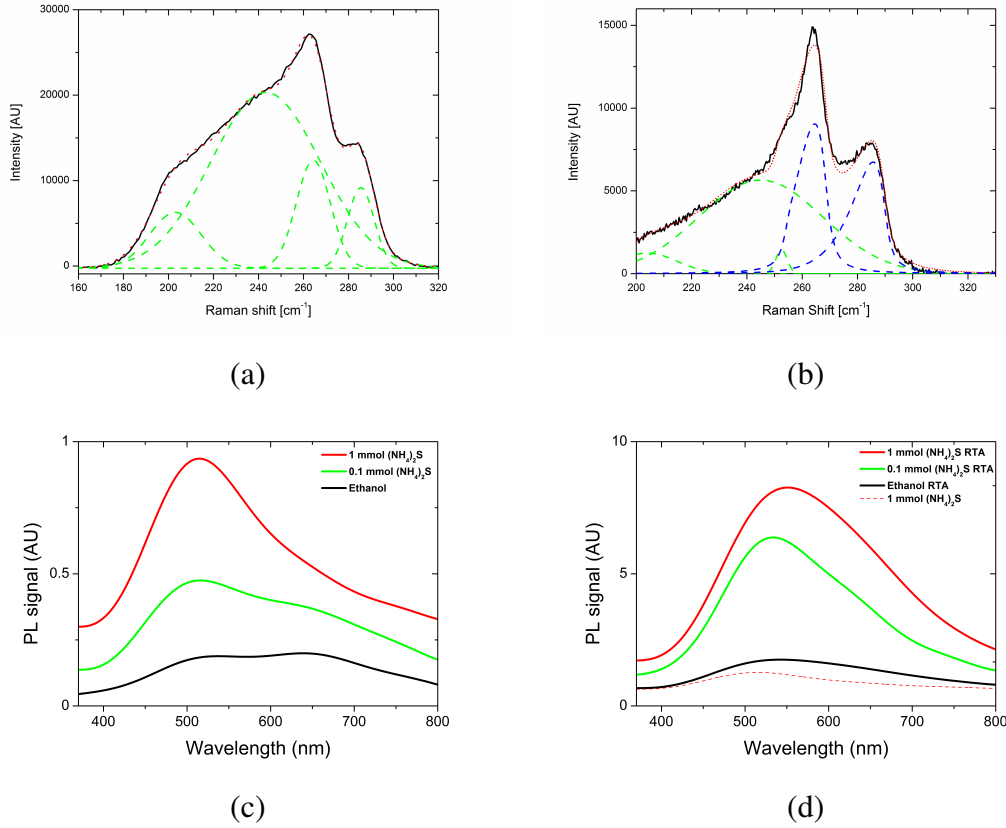 30000
20000
10000
0
Intensity [AU]
160 180 200 220 240 260 280 300 320
Raman shift [cm⁻¹]
(a)
15000
10000
5000
0
Intensity [AU]
200 220 240 260 280 300 320
Raman Shift [cm⁻¹]
(b)
1
0.5
0
PL signal (AU)
1 mmol (NH₄)₂S
0.1 mmol (NH₄)₂S
Ethanol
400 500 600 700 800
Wavelength (nm)
(c)
10
5
0
PL signal (AU)
1 mmol (NH₄)₂S RTA
0.1 mmol (NH₄)₂S RTA
Ethanol RTA
1 mmol (NH₄)₂S
400 500 600 700 800
Wavelength (nm)
(d)